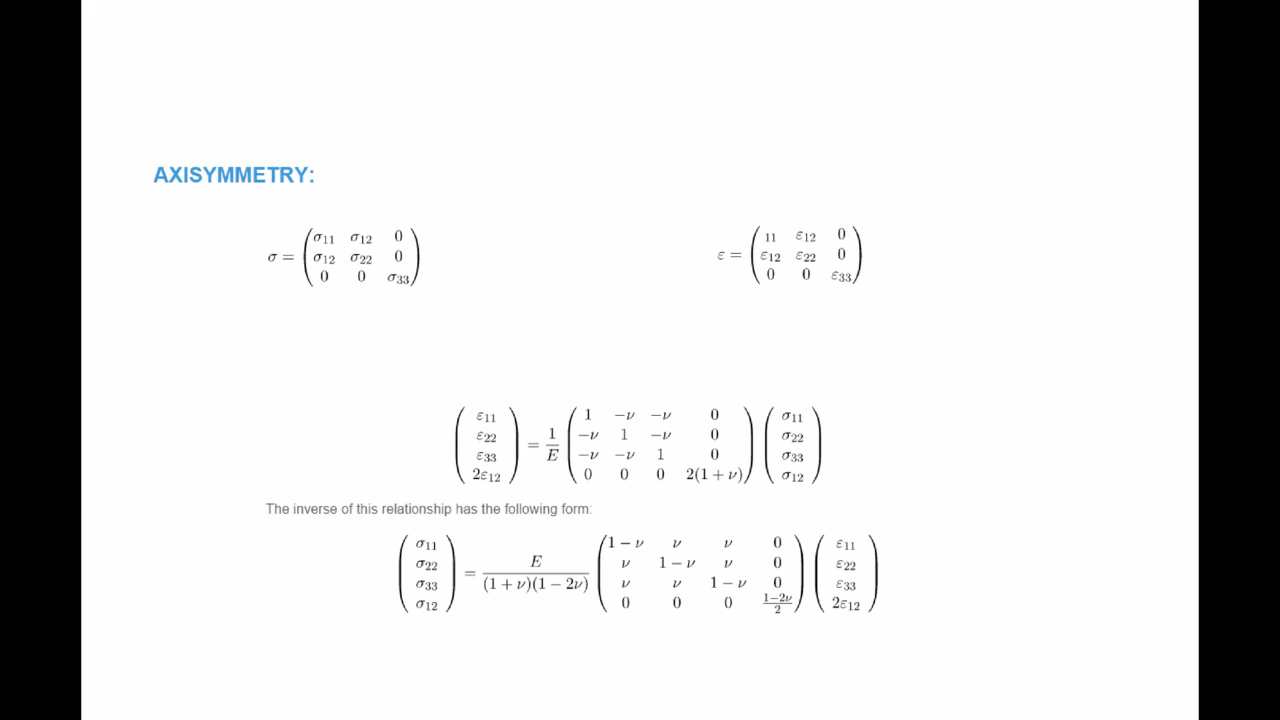 AXISYMMETRY:
σ = ( σ₁₁ σ₁₂ 0 ; σ₁₂ σ₂₂ 0 ; 0 0 σ₃₃ )
ε = ( 11 ε₁₂ 0 ; ε₁₂ ε₂₂ 0 ; 0 0 ε₃₃ )
( ε₁₁ ; ε₂₂ ; ε₃₃ ; 2ε₁₂ ) = 1/E ( 1 −ν −ν 0 ; −ν 1 −ν 0 ; −ν −ν 1 0 ; 0 0 0 2(1 + ν) ) ( σ₁₁ ; σ₂₂ ; σ₃₃ ; σ₁₂ )
The inverse of this relationship has the following form:
( σ₁₁ ; σ₂₂ ; σ₃₃ ; σ₁₂ ) = E/((1 + ν)(1 − 2ν)) ( 1 − ν ν ν 0 ; ν 1 − ν ν 0 ; ν ν 1 − ν 0 ; 0 0 0 (1−2ν)/2 ) ( ε₁₁ ; ε₂₂ ; ε₃₃ ; 2ε₁₂ )